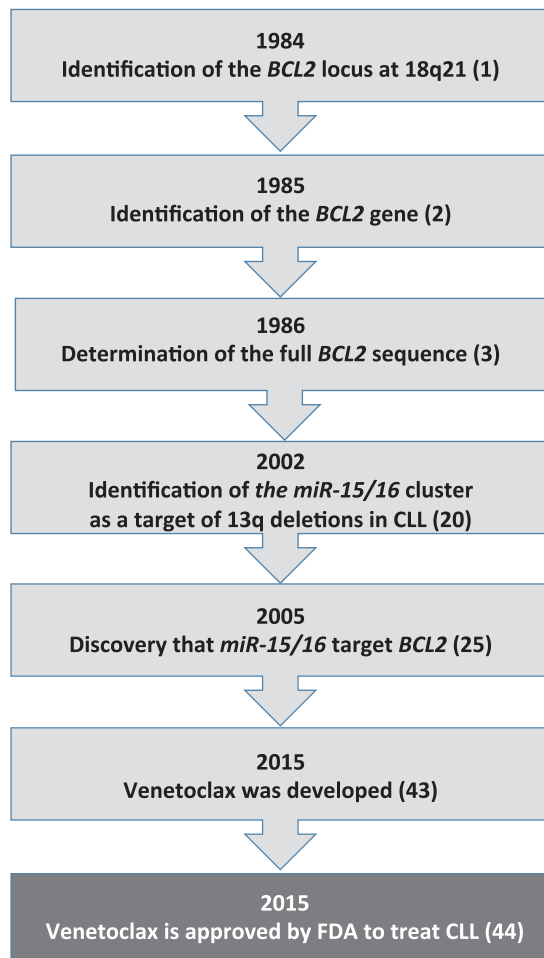 1984
Identification of the BCL2 locus at 18q21 (1)
1985
Identification of the BCL2 gene (2)
1986
Determination of the full BCL2 sequence (3)
2002
Identification of the miR-15/16 cluster
as a target of 13q deletions in CLL (20)
2005
Discovery that miR-15/16 target BCL2 (25)
2015
Venetoclax was developed (43)
2015
Venetoclax is approved by FDA to treat CLL (44)